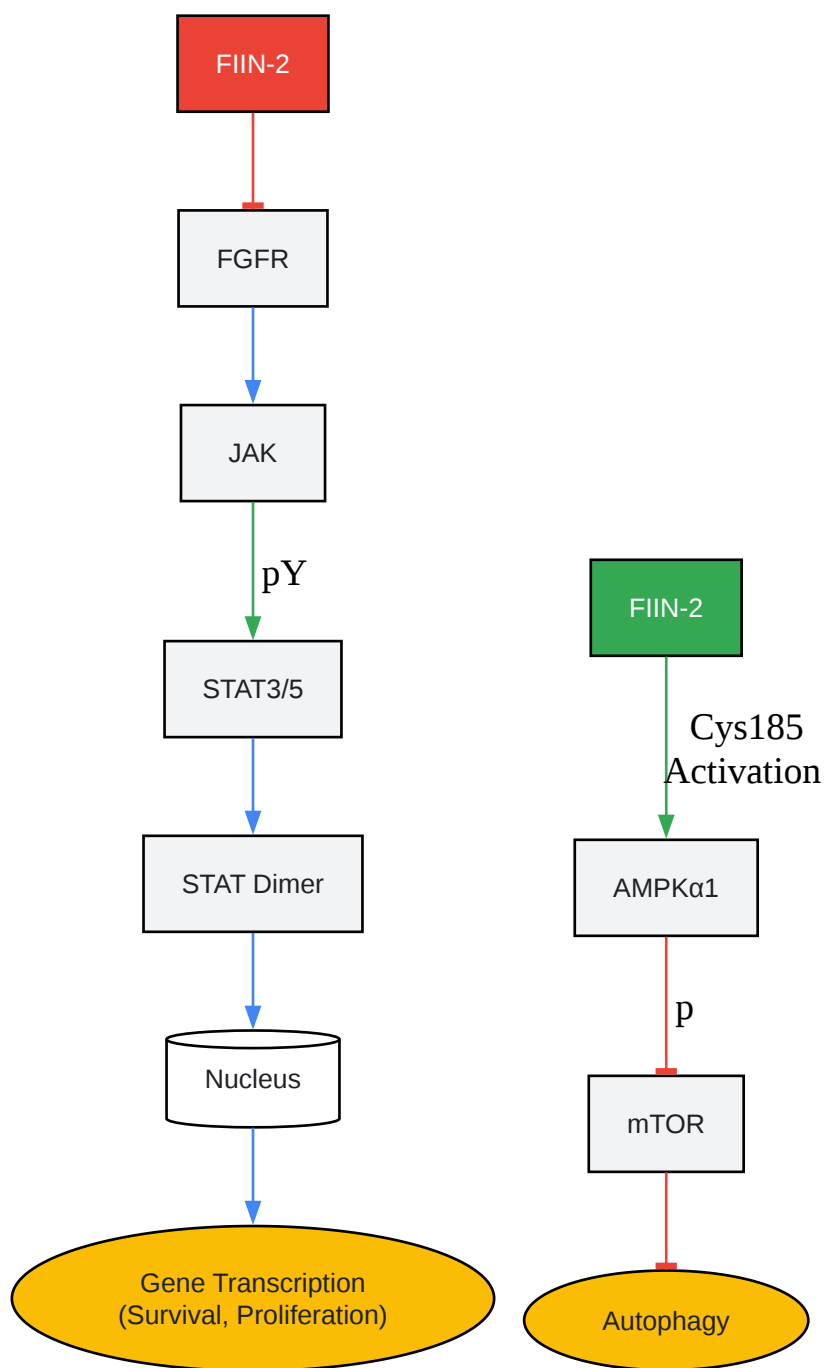 FIIN-2
FGFR
JAK
pY
STAT3/5
STAT Dimer
Nucleus
Gene Transcription
(Survival, Proliferation)
FIIN-2
Cys185
Activation
AMPKα1
p
mTOR
Autophagy